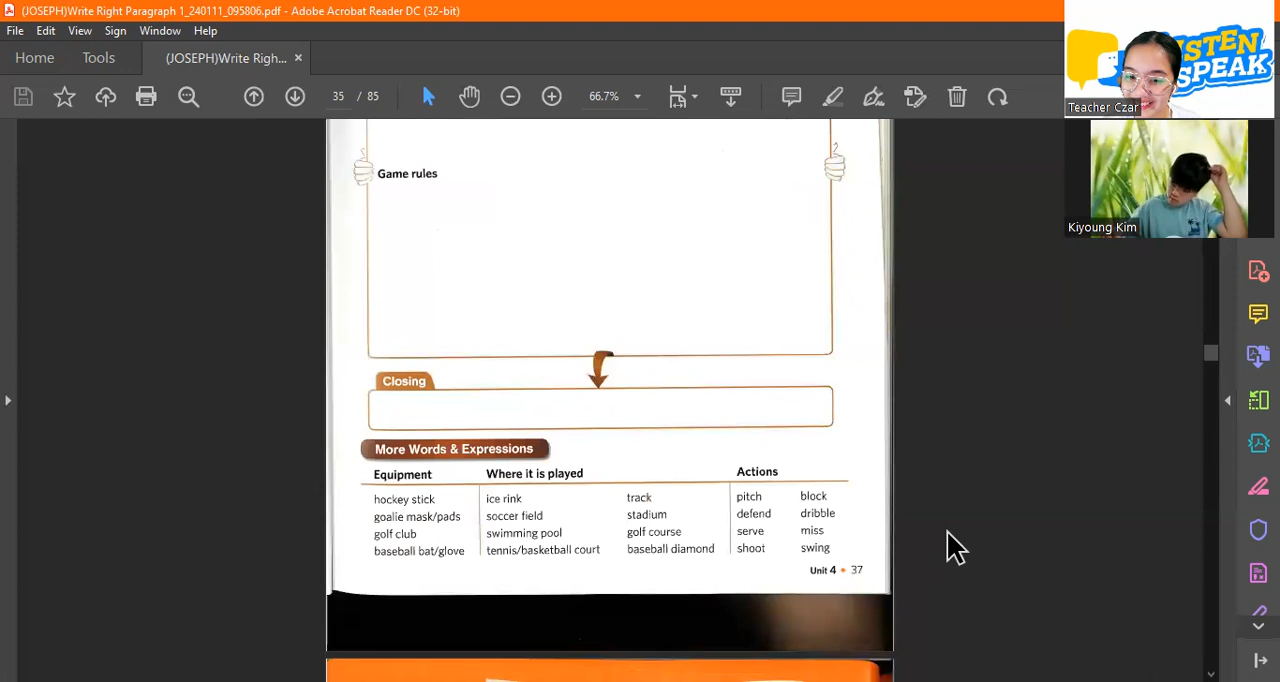 (JOSEPH)Write Right Paragraph 1_240111_095806.pdf - Adobe Acrobat Reader DC (32-bit)
File Edit View Sign Window Help
Home Tools (JOSEPH)Write Righ... ×
35 / 85 66.7%
LISTEN
SPEAK
Teacher Czar
Kiyoung Kim
Game rules
Closing
More Words & Expressions
Equipment Where it is played Actions
hockey stick ice rink track pitch block
goalie mask/pads soccer field stadium defend dribble
golf club swimming pool golf course serve miss
baseball bat/glove tennis/basketball court baseball diamond shoot swing
Unit 4 • 37